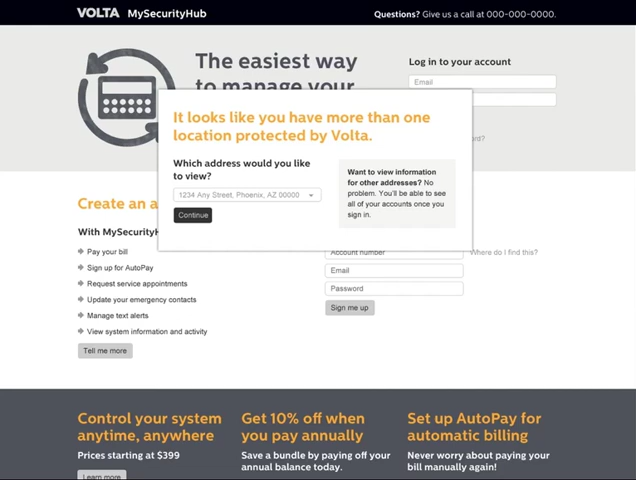 VOLTA MySecurityHub
Questions? Give us a call at 000-000-0000.
The easiest way
to manage your
Log in to your account
Email
It looks like you have more than one
location protected by Volta.
Which address would you like
to view?
1234 Any Street, Phoenix, AZ 00000
Continue
Want to view information
for other addresses? No
problem. You'll be able to see
all of your accounts once you
sign in.
Create an a
With MySecurityH
Pay your bill
Sign up for AutoPay
Request service appointments
Update your emergency contacts
Manage text alerts
View system information and activity
Tell me more
Account number
Where do I find this?
Email
Password
Sign me up
Control your system
anytime, anywhere
Prices starting at $399
Learn more
Get 10% off when
you pay annually
Save a bundle by paying off your
annual balance today.
Set up AutoPay for
automatic billing
Never worry about paying your
bill manually again!